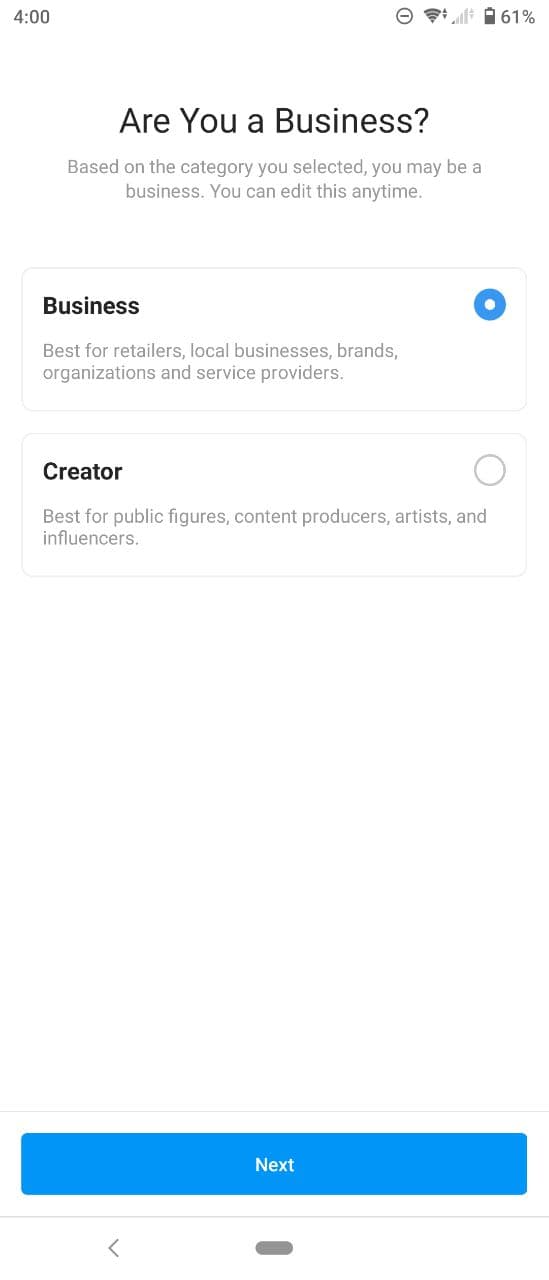 4:00
61%
Are You a Business?
Based on the category you selected, you may be a
business. You can edit this anytime.
Business
Best for retailers, local businesses, brands,
organizations and service providers.
Creator
Best for public figures, content producers, artists, and
influencers.
Next